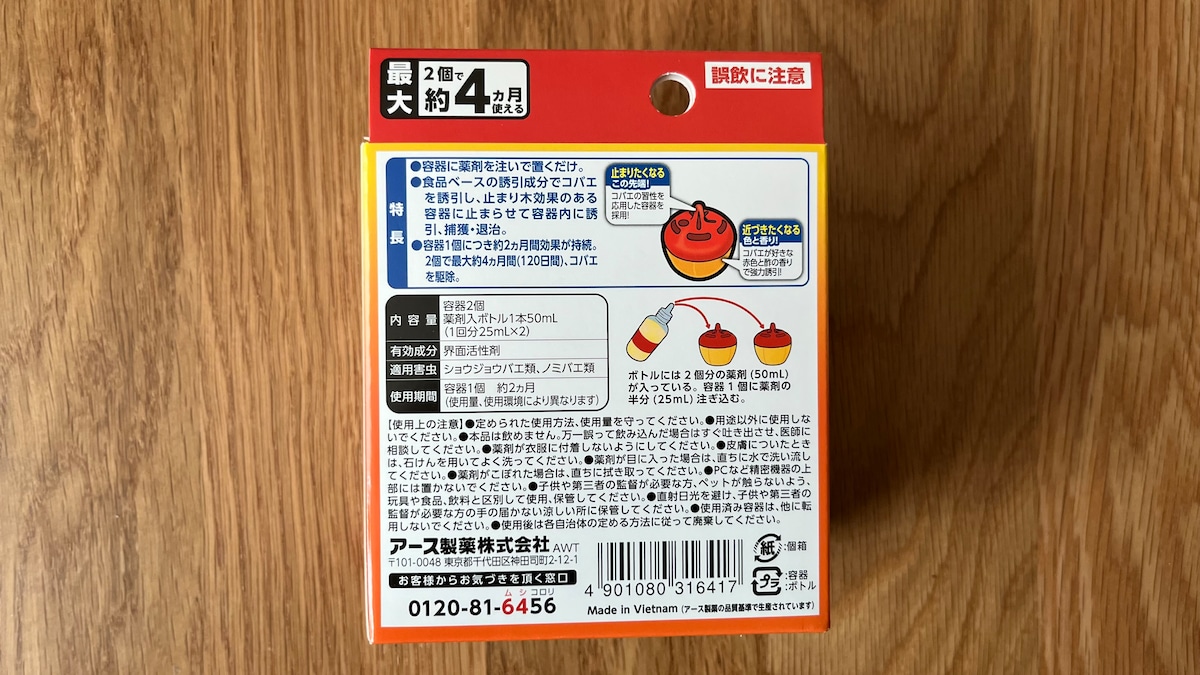 最大
2個で
約4ヵ月
使える
誤飲に注意
特長
●容器に薬剤を注いで置くだけ。
●食品ベースの誘引成分でコバエ
を誘引し、止まり木効果のある
容器に止まらせて容器内に誘
引、捕獲・退治。
●容器1個につき約2ヵ月間効果が持続。
2個で最大約4ヵ月間(120日間)、コバエ
を駆除。
止まりたくなる
この先端!
コバエの習性を
応用した容器を
採用!
近づきたくなる
色と香り!
コバエが好きな
赤色と酢の香り
で強力誘引!
内容量
容器2個
薬剤入ボトル1本50mL
(1回分25mL×2)
有効成分 界面活性剤
適用害虫 ショウジョウバエ類、ノミバエ類
使用期間
容器1個 約2ヵ月
(使用量、使用環境により異なります)
ボトルには2個分の薬剤(50mL)
が入っている。容器1個に薬剤の
半分(25mL)注ぎ込む。
【使用上の注意】●定められた使用方法、使用量を守ってください。●用途以外に使用しな
いでください。●本品は飲めません。万一誤って飲み込んだ場合はすぐ吐き出させ、医師に
相談してください。●薬剤が衣服に付着しないようにしてください。●皮膚についたとき
は、石けんを用いてよく洗ってください。●薬剤が目に入った場合は、直ちに水で洗い流し
てください。●薬剤がこぼれた場合は、直ちに拭き取ってください。●PCなど精密機器の上
部には置かないでください。●子供や第三者の監督が必要な方、ペットが触らないよう、
玩具や食品、飲料と区別して使用、保管してください。●直射日光を避け、子供や第三者の
監督が必要な方の手の届かない涼しい所に保管してください。●使用済み容器は、他に転
用しないでください。●使用後は各自治体の定める方法に従って廃棄してください。
アース製薬株式会社 AWT
〒101-0048 東京都千代田区神田司町2-12-1
お客様からお気づきを頂く窓口
ムシ コロリ
0120-81-6456
4 901080 316417
Made in Vietnam (アース製薬の品質基準で生産されています)
紙 :個箱
プラ :容器
:ボトル